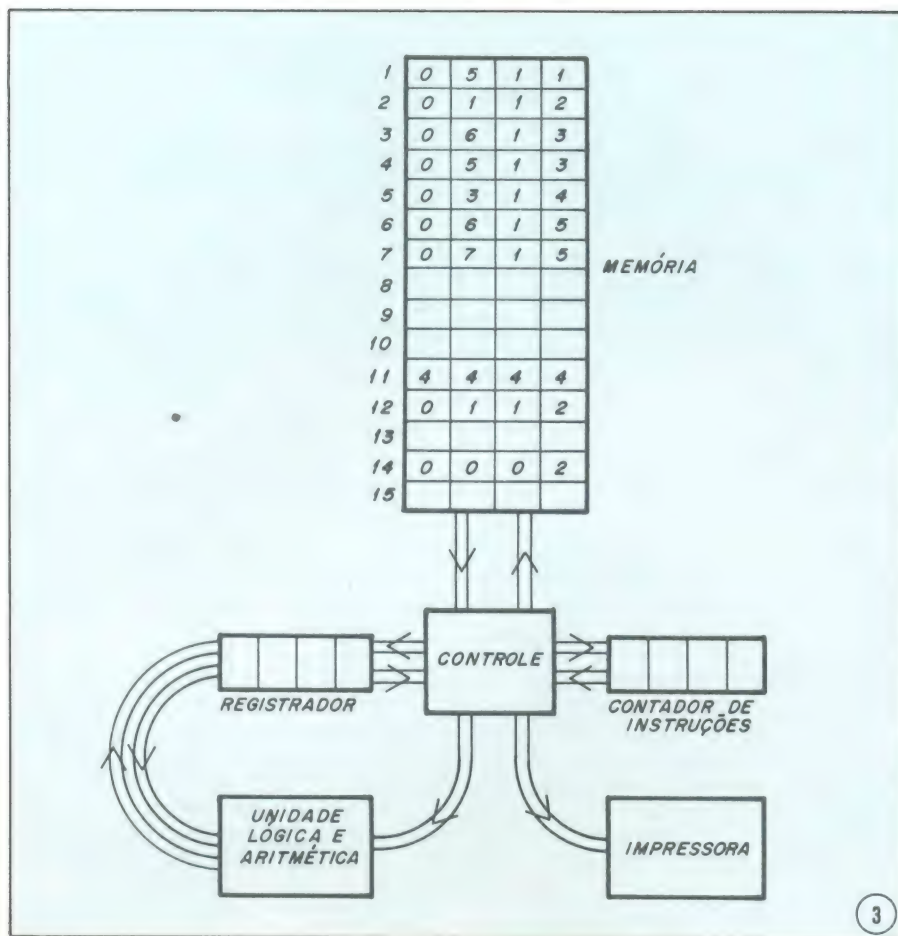 1 0 5 1 1
2 0 1 1 2
3 0 6 1 3
4 0 5 1 3
5 0 3 1 4
6 0 6 1 5
7 0 7 1 5
MEMÓRIA
8
9
10
11 4 4 4 4
12 0 1 1 2
13
14 0 0 0 2
15
CONTROLE
REGISTRADOR
CONTADOR DE
INSTRUÇÕES
UNIDADE
LÓGICA E
ARITMÉTICA
IMPRESSORA
3